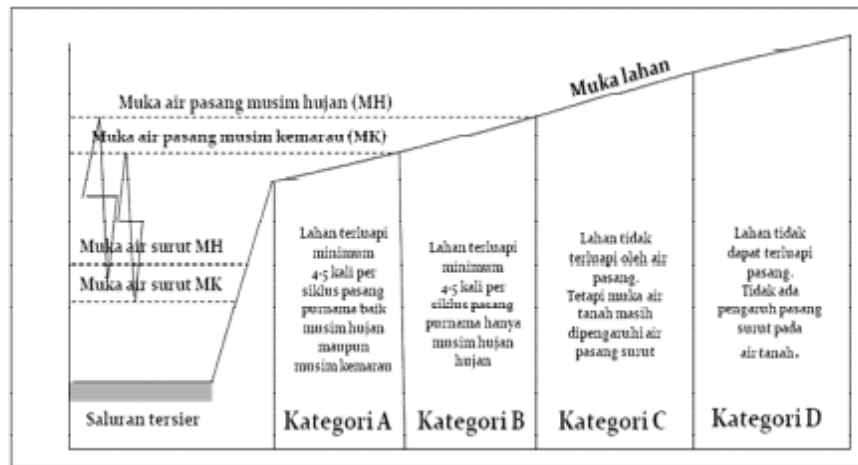 Muka lahan
Muka air pasang musim hujan (MH)
Muka air pasang musim kemarau (MK)
Muka air surut MH
Muka air surut MK
Saluran tersier
Lahan terluapi
minimum
4-5 kali per
siklus pasang
purnama baik
musim hujan
maupun
musim kemarau
Kategori A
Lahan terluapi
minimum
4-5 kali per
siklus pasang
purnama hanya
musim hujan
hujan
Kategori B
Lahan tidak
terluapi oleh air
pasang.
Tetapi muka air
tanah masih
dipengaruhi air
pasang surut
Kategori C
Lahan tidak
dapat terluapi
pasang.
Tidak ada
pengaruh pasang
surut pada
air tanah.
Kategori D